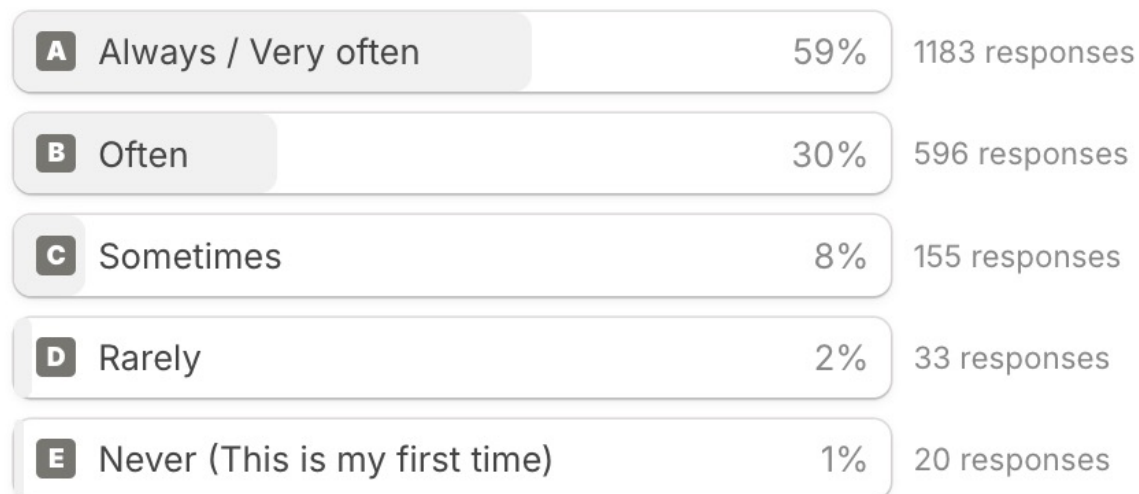 A Always / Very often 59% 1183 responses
B Often 30% 596 responses
C Sometimes 8% 155 responses
D Rarely 2% 33 responses
E Never (This is my first time) 1% 20 responses